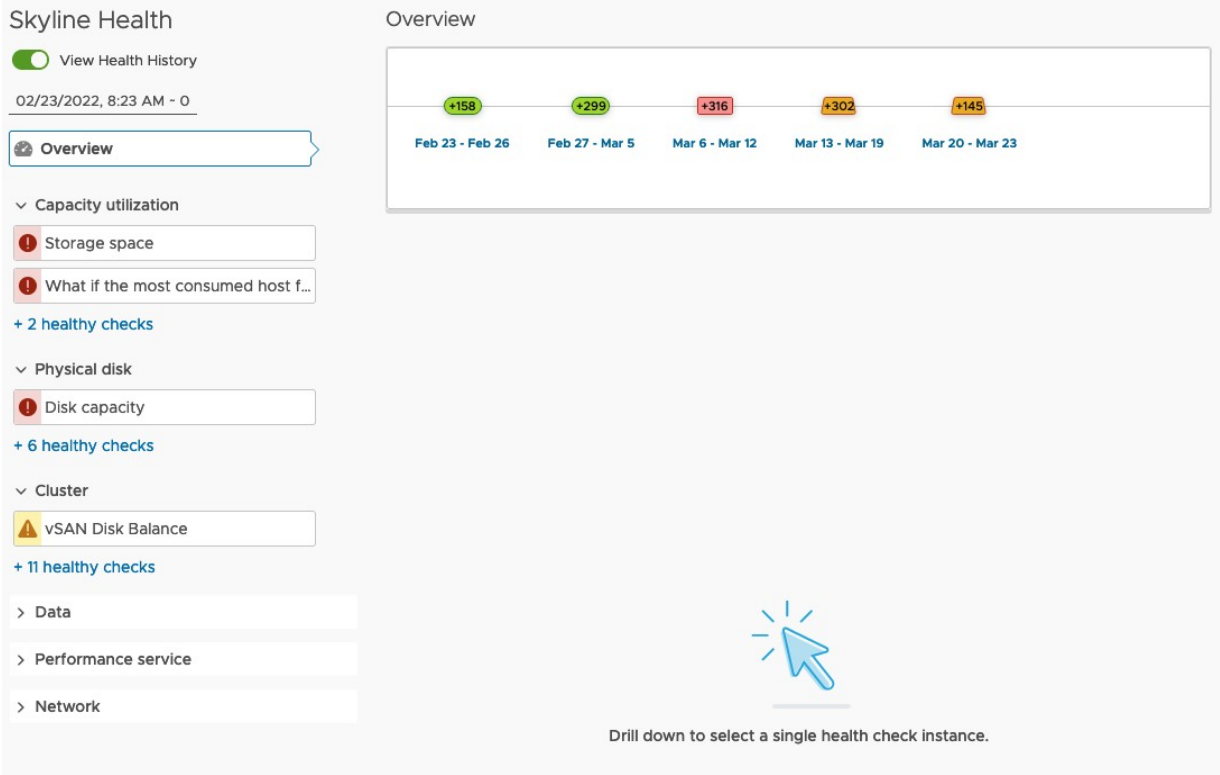 Skyline Health
View Health History
02/23/2022, 8:23 AM - 0
Overview
Capacity utilization
Storage space
What if the most consumed host f...
+ 2 healthy checks
Physical disk
Disk capacity
+ 6 healthy checks
Cluster
vSAN Disk Balance
+ 11 healthy checks
Data
Performance service
Network
Overview
+158 +299 +316 +302 +145
Feb 23 - Feb 26 Feb 27 - Mar 5 Mar 6 - Mar 12 Mar 13 - Mar 19 Mar 20 - Mar 23
Drill down to select a single health check instance.